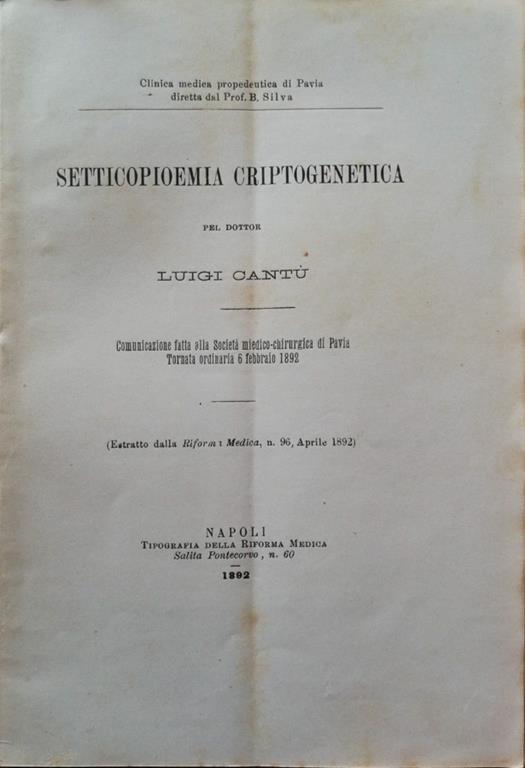 Clinica medica propedeutica di Pavia
diretta dal Prof. B. Silva
SETTICOPIOEMIA CRIPTOGENETICA
PEL DOTTOR
LUIGI CANTÙ
Comunicazione fatta alla Società miedico-chirurgica di Pavia
Tornata ordinaria 6 febbraio 1892
(Estratto dalla Riforma Medica, n. 96, Aprile 1892)
NAPOLI
TIPOGRAFIA DELLA RIFORMA MEDICA
Salita Pontecorvo, n. 60
1892